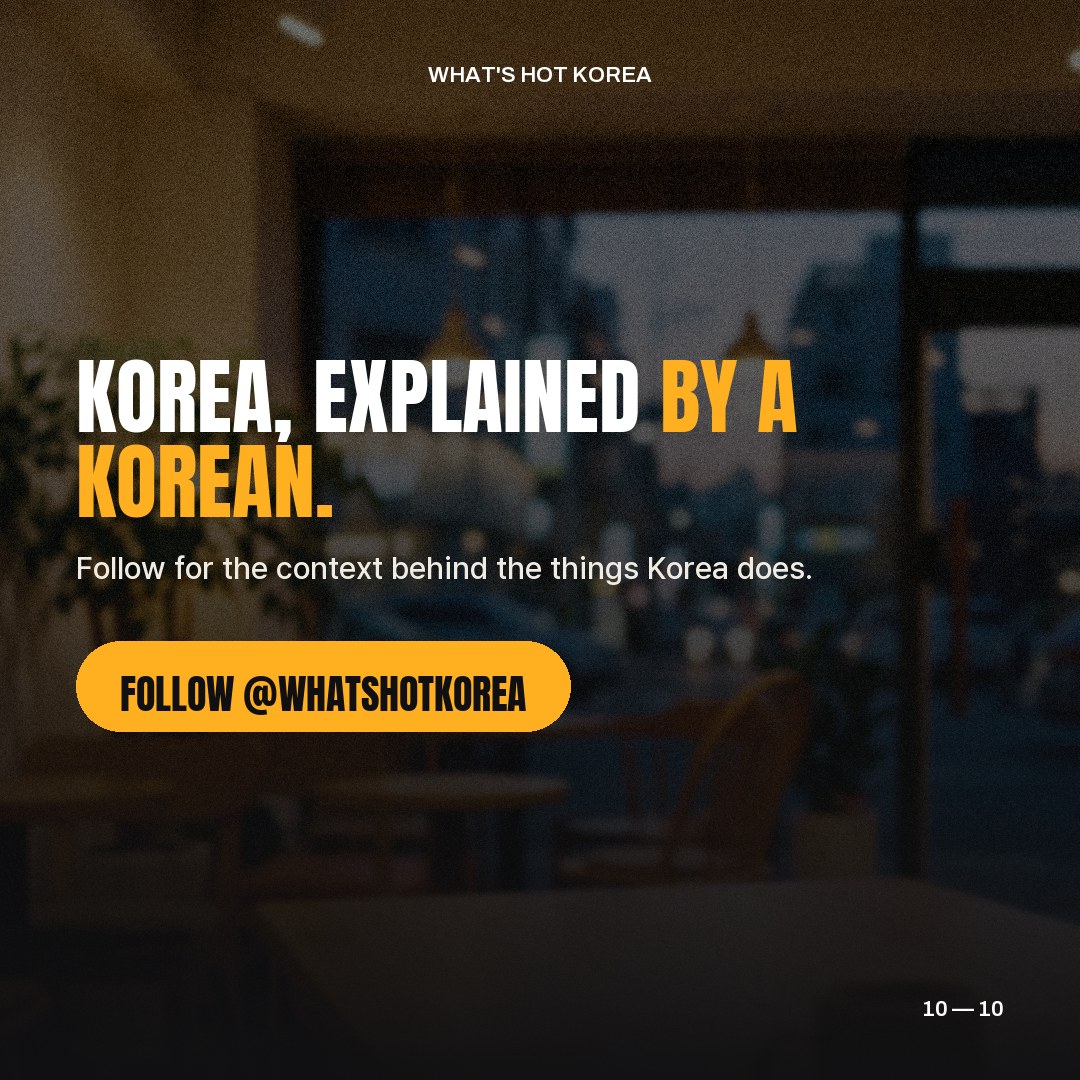 WHAT'S HOT KOREA
KOREA, EXPLAINED BY A
KOREAN.
Follow for the context behind the things Korea does.
FOLLOW @WHATSHOTKOREA
10 — 10